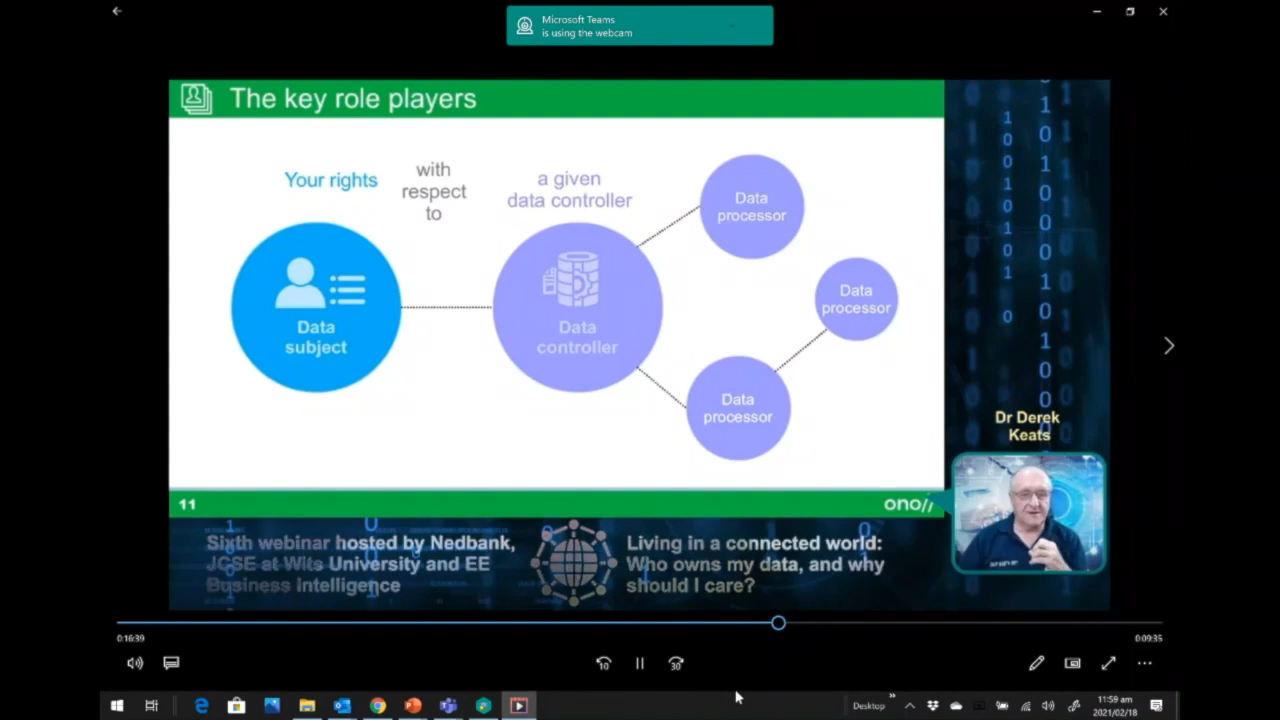 Microsoft Teams
is using the webcam
The key role players
Your rights
with
respect
to
a given
data controller
Data
subject
Data
controller
Data
processor
Data
processor
Data
processor
11
ono//
Dr Derek
Keats
Sixth webinar hosted by Nedbank,
JCSE at Wits University and EE
Business Intelligence
Living in a connected world:
Who owns my data, and why
should I care?
0:16:39
0:09:35
10
30
Desktop
11:59 am
2021/02/18